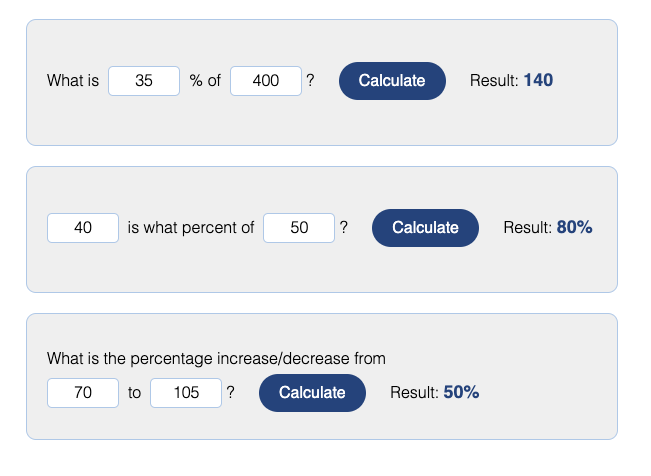 What is 35 % of 400 ? Calculate Result: 140
40 is what percent of 50 ? Calculate Result: 80%
What is the percentage increase/decrease from
70 to 105 ? Calculate Result: 50%